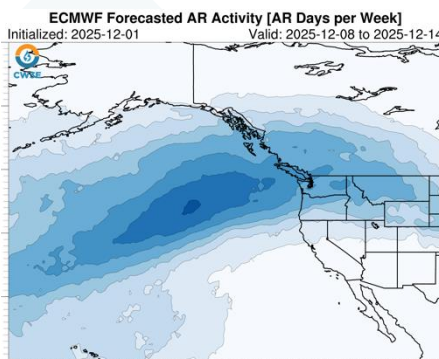 ECMWF Forecasted AR Activity [AR Days per Week]
Initialized: 2025-12-01 Valid: 2025-12-08 to 2025-12-14
CW3E